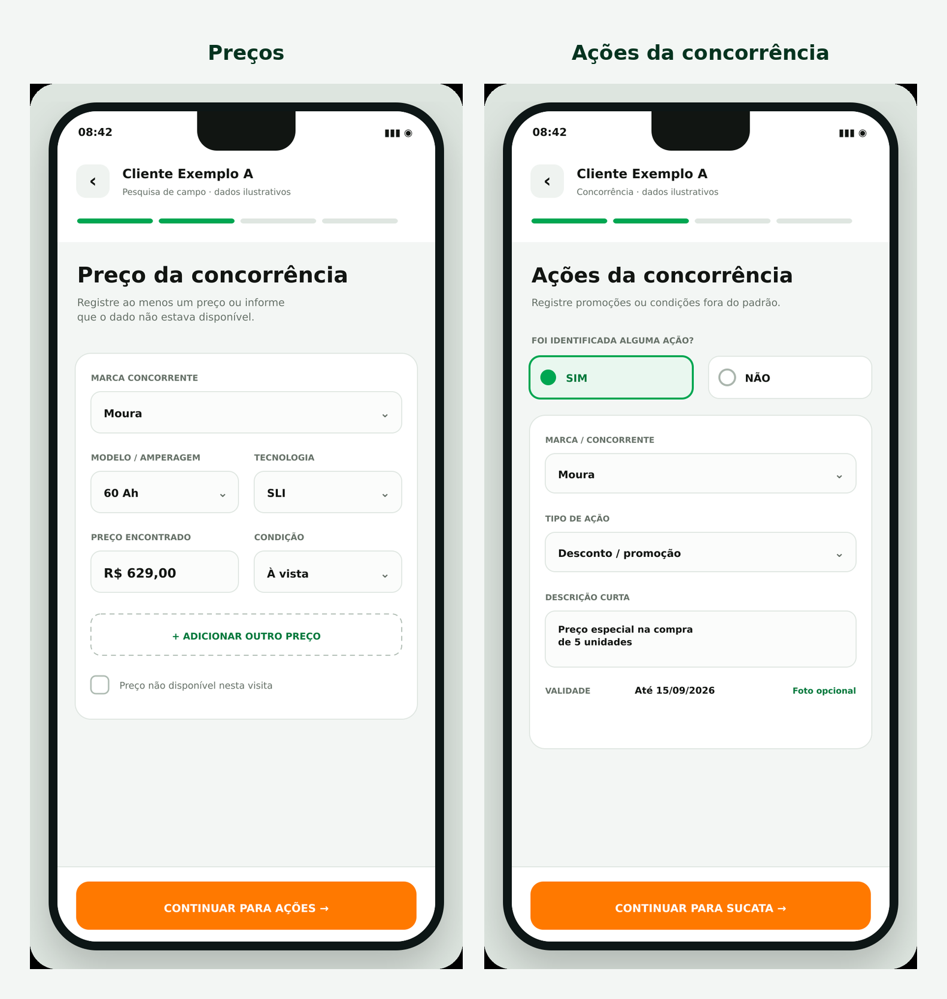 Preços
08:42
Cliente Exemplo A
Pesquisa de campo · dados ilustrativos
Preço da concorrência
Registre ao menos um preço ou informe
que o dado não estava disponível.
MARCA CONCORRENTE
Moura
MODELO / AMPERAGEM
TECNOLOGIA
60 Ah
SLI
PREÇO ENCONTRADO
CONDIÇÃO
R$ 629,00
À vista
+ ADICIONAR OUTRO PREÇO
Preço não disponível nesta visita
CONTINUAR PARA AÇÕES →
Ações da concorrência
08:42
Cliente Exemplo A
Concorrência · dados ilustrativos
Ações da concorrência
Registre promoções ou condições fora do padrão.
FOI IDENTIFICADA ALGUMA AÇÃO?
SIM
NÃO
MARCA / CONCORRENTE
Moura
TIPO DE AÇÃO
Desconto / promoção
DESCRIÇÃO CURTA
Preço especial na compra
de 5 unidades
VALIDADE
Até 15/09/2026
Foto opcional
CONTINUAR PARA SUCATA →